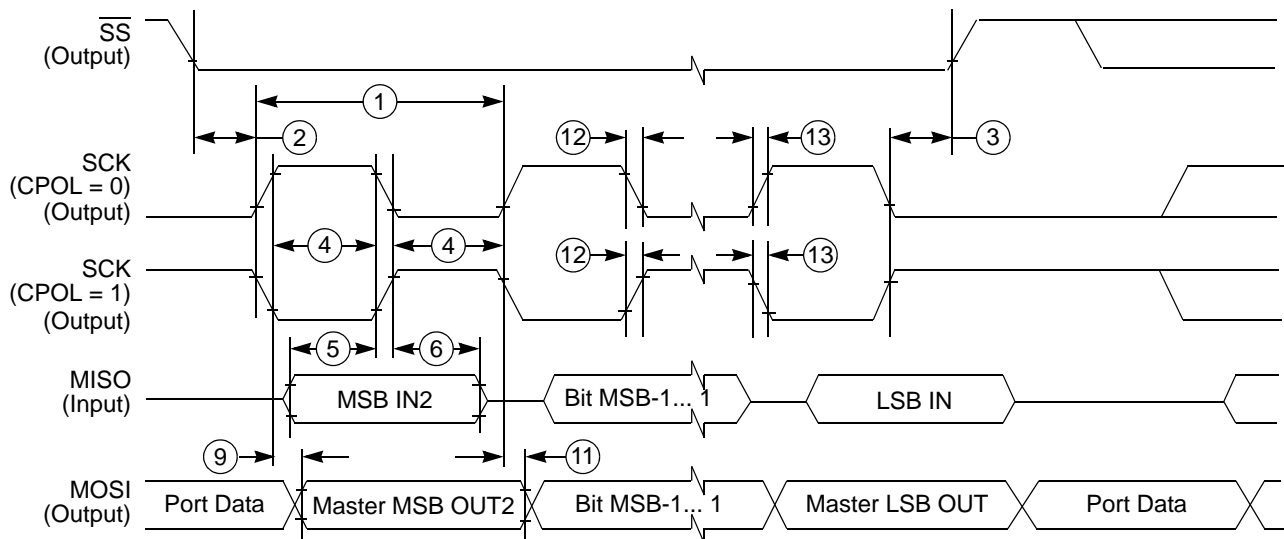 SS
(Output)
1
2
12
13
3
SCK
(CPOL = 0)
(Output)
4
4
SCK
(CPOL = 1)
(Output)
12
13
5
6
MISO
(Input)
MSB IN2
Bit MSB-1... 1
LSB IN
9
11
MOSI
(Output)
Port Data
Master MSB OUT2
Bit MSB-1... 1
Master LSB OUT
Port Data